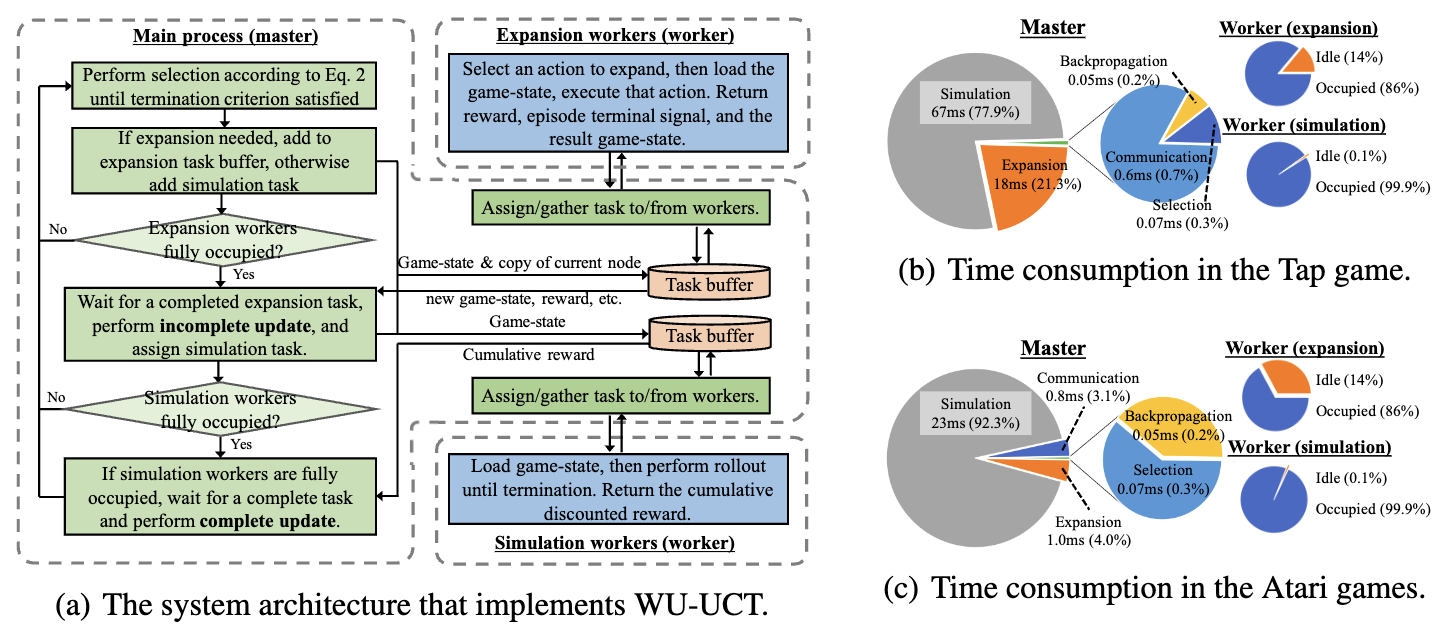 Main process (master)
Perform selection according to Eq. 2
until termination criterion satisfied
If expansion needed, add to
expansion task buffer, otherwise
add simulation task
Expansion workers
fully occupied?
No
Yes
Wait for a completed expansion task,
perform incomplete update, and
assign simulation task.
Simulation workers
fully occupied?
No
Yes
If simulation workers are fully
occupied, wait for a complete task
and perform complete update.
Expansion workers (worker)
Select an action to expand, then load the
game-state, execute that action. Return
reward, episode terminal signal, and the
result game-state.
Assign/gather task to/from workers.
Game-state & copy of current node
Task buffer
new game-state, reward, etc.
Game-state
Task buffer
Cumulative reward
Assign/gather task to/from workers.
Load game-state, then perform rollout
until termination. Return the cumulative
discounted reward.
Simulation workers (worker)
(a) The system architecture that implements WU-UCT.
Master
Simulation
67ms (77.9%)
Expansion
18ms (21.3%)
Backpropagation
0.05ms (0.2%)
Communication
0.6ms (0.7%)
Selection
0.07ms (0.3%)
Worker (expansion)
Idle (14%)
Occupied (86%)
Worker (simulation)
Idle (0.1%)
Occupied (99.9%)
(b) Time consumption in the Tap game.
Master
Simulation
23ms (92.3%)
Communication
0.8ms (3.1%)
Expansion
1.0ms (4.0%)
Backpropagation
0.05ms (0.2%)
Selection
0.07ms (0.3%)
Worker (expansion)
Idle (14%)
Occupied (86%)
Worker (simulation)
Idle (0.1%)
Occupied (99.9%)
(c) Time consumption in the Atari games.